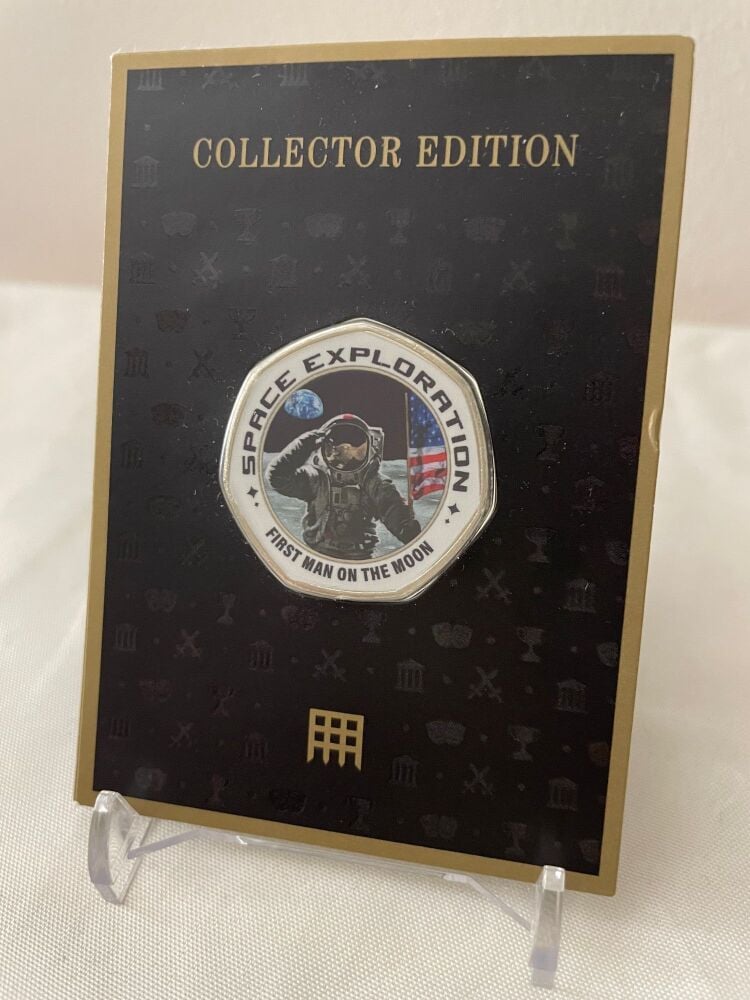 COLLECTOR EDITION
SPACE EXPLORATION
FIRST MAN ON THE MOON